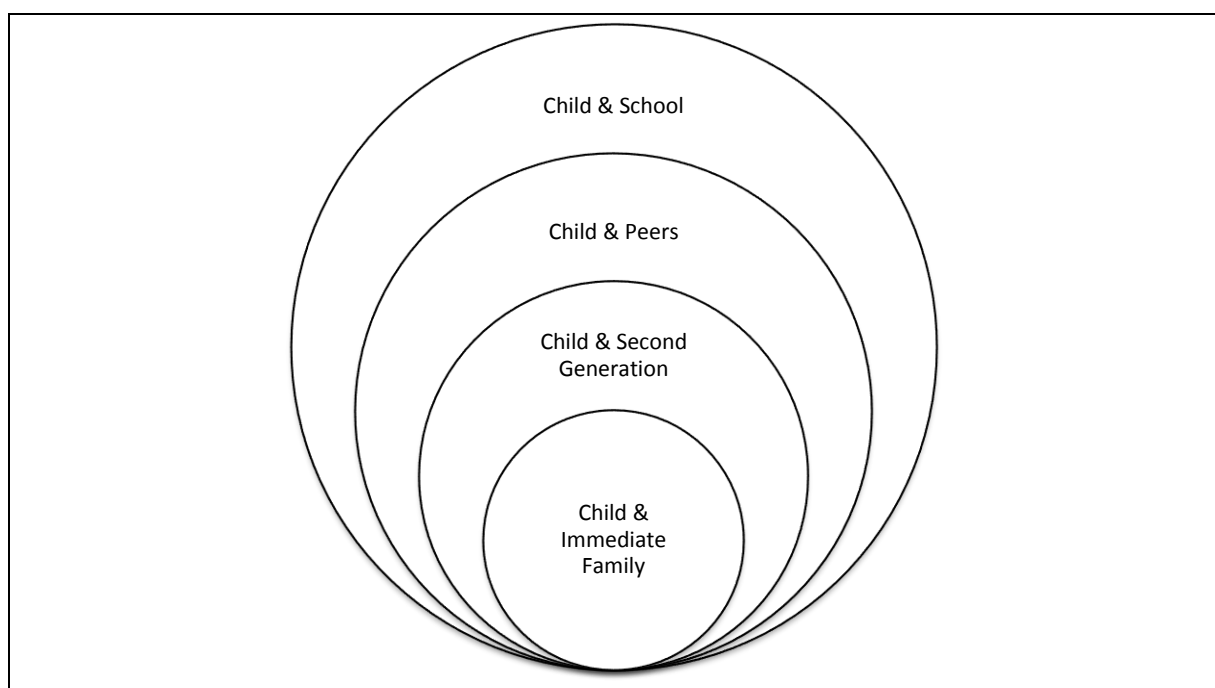 Child & School
Child & Peers
Child & Second
Generation
Child &
Immediate
Family